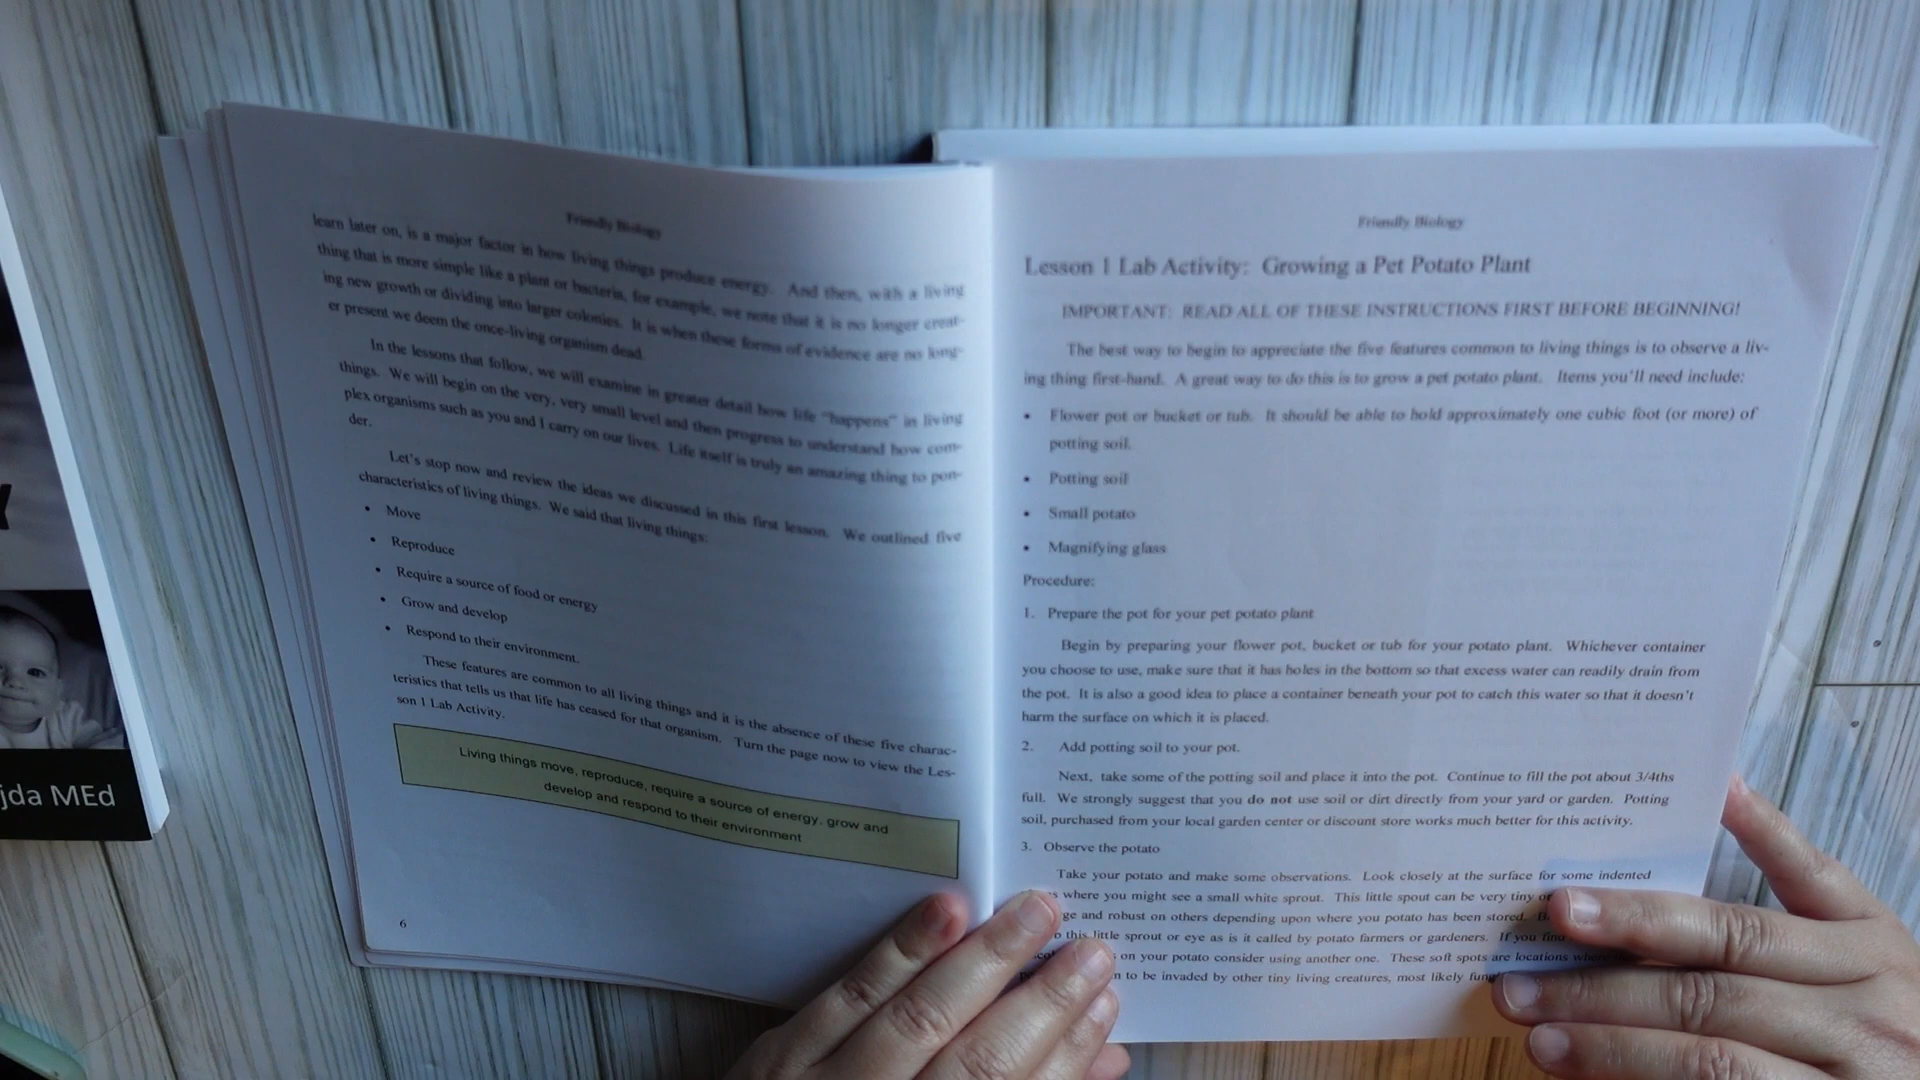 Friendly Biology
learn later on, is a major factor in how living things produce energy. And then, with a living
thing that is more simple like a plant or bacteria, for example, we note that it is no longer creat-
ing new growth or dividing into larger colonies. It is when these forms of evidence are no long-
er present we deem the once-living organism dead.
In the lessons that follow, we will examine in greater detail how life "happens" in living
things. We will begin on the very, very small level and then progress to understand how com-
plex organisms such as you and I carry on our lives. Life itself is truly an amazing thing to pon-
der.
Let's stop now and review the ideas we discussed in this first lesson. We outlined five
characteristics of living things. We said that living things:
• Move
• Reproduce
• Require a source of food or energy
• Grow and develop
• Respond to their environment.
These features are common to all living things and it is the absence of these five charac-
teristics that tells us that life has ceased for that organism. Turn the page now to view the Les-
son 1 Lab Activity.
Living things move, reproduce, require a source of energy, grow and
develop and respond to their environment
6
jda MEd
Friendly Biology
Lesson 1 Lab Activity: Growing a Pet Potato Plant
IMPORTANT: READ ALL OF THESE INSTRUCTIONS FIRST BEFORE BEGINNING!
The best way to begin to appreciate the five features common to living things is to observe a liv-
ing thing first-hand. A great way to do this is to grow a pet potato plant. Items you'll need include:
• Flower pot or bucket or tub. It should be able to hold approximately one cubic foot (or more) of
potting soil.
• Potting soil
• Small potato
• Magnifying glass
Procedure:
1. Prepare the pot for your pet potato plant
Begin by preparing your flower pot, bucket or tub for your potato plant. Whichever container
you choose to use, make sure that it has holes in the bottom so that excess water can readily drain from
the pot. It is also a good idea to place a container beneath your pot to catch this water so that it doesn't
harm the surface on which it is placed.
2. Add potting soil to your pot.
Next, take some of the potting soil and place it into the pot. Continue to fill the pot about 3/4ths
full. We strongly suggest that you do not use soil or dirt directly from your yard or garden. Potting
soil, purchased from your local garden center or discount store works much better for this activity.
3. Observe the potato
Take your potato and make some observations. Look closely at the surface for some indented
where you might see a small white sprout. This little spout can be very tiny or
and robust on others depending upon where you potato has been stored.
this little sprout or eye as is it called by potato farmers or gardeners. If you find
on your potato consider using another one. These soft spots are locations
to be invaded by other tiny living creatures, most likely